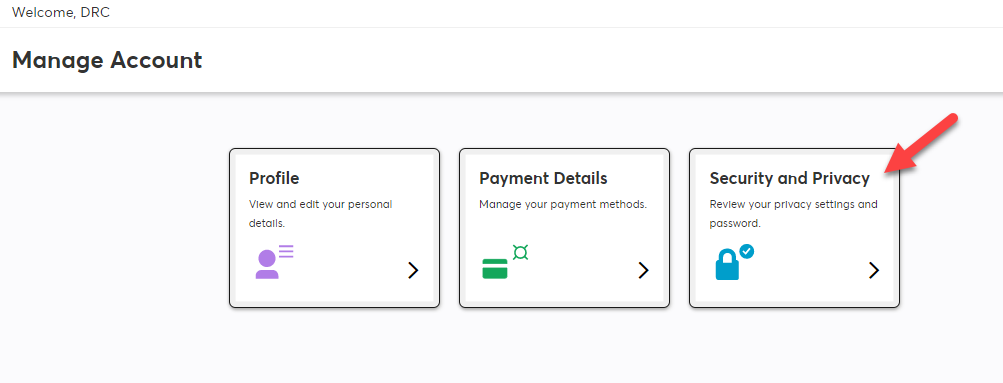 Welcome, DRC
Manage Account
Profile
View and edit your personal
details.
Payment Details
Manage your payment methods.
Security and Privacy
Review your privacy settings and
password.